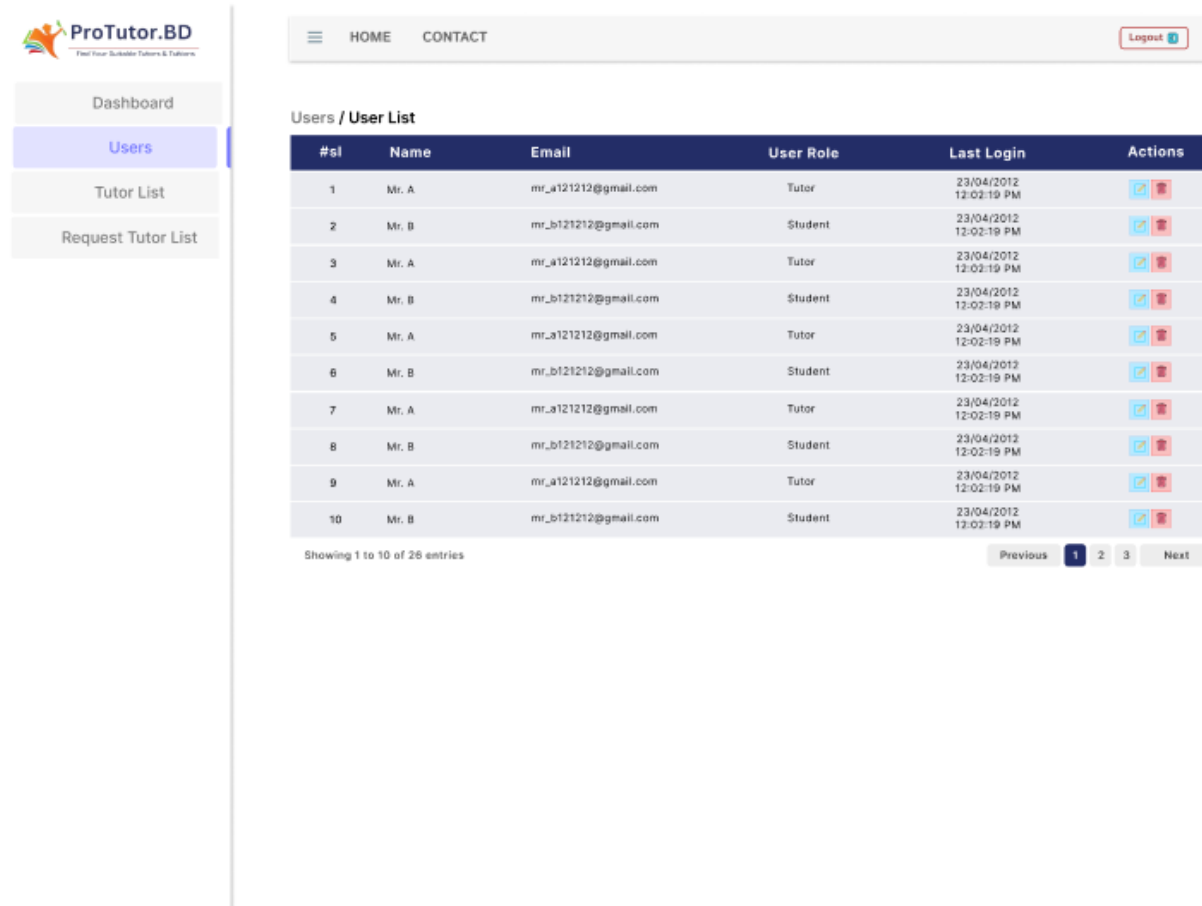 ProTutor.BD
Find Your Suitable Tutors & Tuitions
HOME CONTACT Logout
Dashboard
Users
Tutor List
Request Tutor List
Users / User List
#sl Name Email User Role Last Login Actions
1 Mr. A mr_a121212@gmail.com Tutor 23/04/2012
12:02:19 PM
2 Mr. B mr_b121212@gmail.com Student 23/04/2012
12:02:19 PM
3 Mr. A mr_a121212@gmail.com Tutor 23/04/2012
12:02:19 PM
4 Mr. B mr_b121212@gmail.com Student 23/04/2012
12:02:19 PM
5 Mr. A mr_a121212@gmail.com Tutor 23/04/2012
12:02:19 PM
6 Mr. B mr_b121212@gmail.com Student 23/04/2012
12:02:19 PM
7 Mr. A mr_a121212@gmail.com Tutor 23/04/2012
12:02:19 PM
8 Mr. B mr_b121212@gmail.com Student 23/04/2012
12:02:19 PM
9 Mr. A mr_a121212@gmail.com Tutor 23/04/2012
12:02:19 PM
10 Mr. B mr_b121212@gmail.com Student 23/04/2012
12:02:19 PM
Showing 1 to 10 of 26 entries Previous 1 2 3 Next